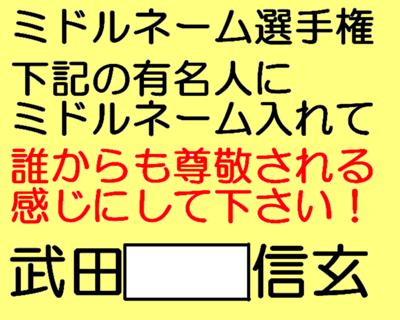 ミドルネーム選手権
下記の有名人に
ミドルネーム入れて
誰からも尊敬される
感じにして下さい！
武田 信玄